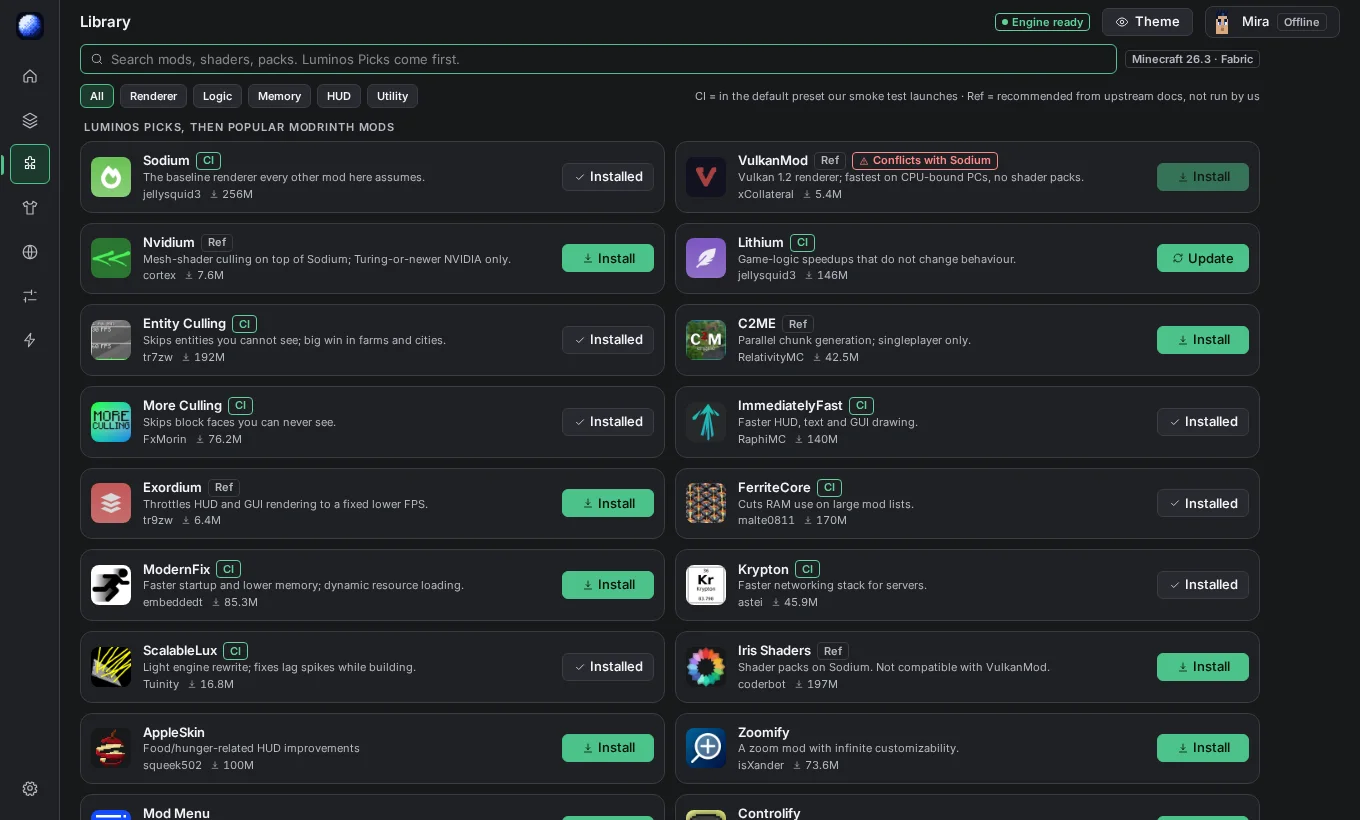 Library
Engine ready
Theme
Mira
Offline
Search mods, shaders, packs. Luminos Picks come first.
Minecraft 26.3 · Fabric
All
Renderer
Logic
Memory
HUD
Utility
CI = in the default preset our smoke test launches · Ref = recommended from upstream docs, not run by us
LUMINOS PICKS, THEN POPULAR MODRINTH MODS
Sodium CI
The baseline renderer every other mod here assumes.
jellysquid3 256M
Installed
VulkanMod Ref Conflicts with Sodium
Vulkan 1.2 renderer; fastest on CPU-bound PCs, no shader packs.
xCollateral 5.4M
Install
Nvidium Ref
Mesh-shader culling on top of Sodium; Turing-or-newer NVIDIA only.
cortex 7.6M
Install
Lithium CI
Game-logic speedups that do not change behaviour.
jellysquid3 146M
Update
Entity Culling CI
Skips entities you cannot see; big win in farms and cities.
tr7zw 192M
Installed
C2ME Ref
Parallel chunk generation; singleplayer only.
RelativityMC 42.5M
Install
MORE
CULLING
More Culling CI
Skips block faces you can never see.
FxMorin 76.2M
Installed
ImmediatelyFast CI
Faster HUD, text and GUI drawing.
RaphiMC 140M
Installed
Exordium Ref
Throttles HUD and GUI rendering to a fixed lower FPS.
tr9zw 6.4M
Install
FerriteCore CI
Cuts RAM use on large mod lists.
malte0811 170M
Installed
ModernFix CI
Faster startup and lower memory; dynamic resource loading.
embeddedt 85.3M
Install
Kr
Krypton
Krypton CI
Faster networking stack for servers.
astei 45.9M
Installed
ScalableLux CI
Light engine rewrite; fixes lag spikes while building.
Tuinity 16.8M
Installed
Iris Shaders Ref
Shader packs on Sodium. Not compatible with VulkanMod.
coderbot 197M
Install
AppleSkin
Food/hunger-related HUD improvements
squeek502 100M
Install
Zoomify
A zoom mod with infinite customizability.
isXander 73.6M
Install
Mod Menu
Controlify